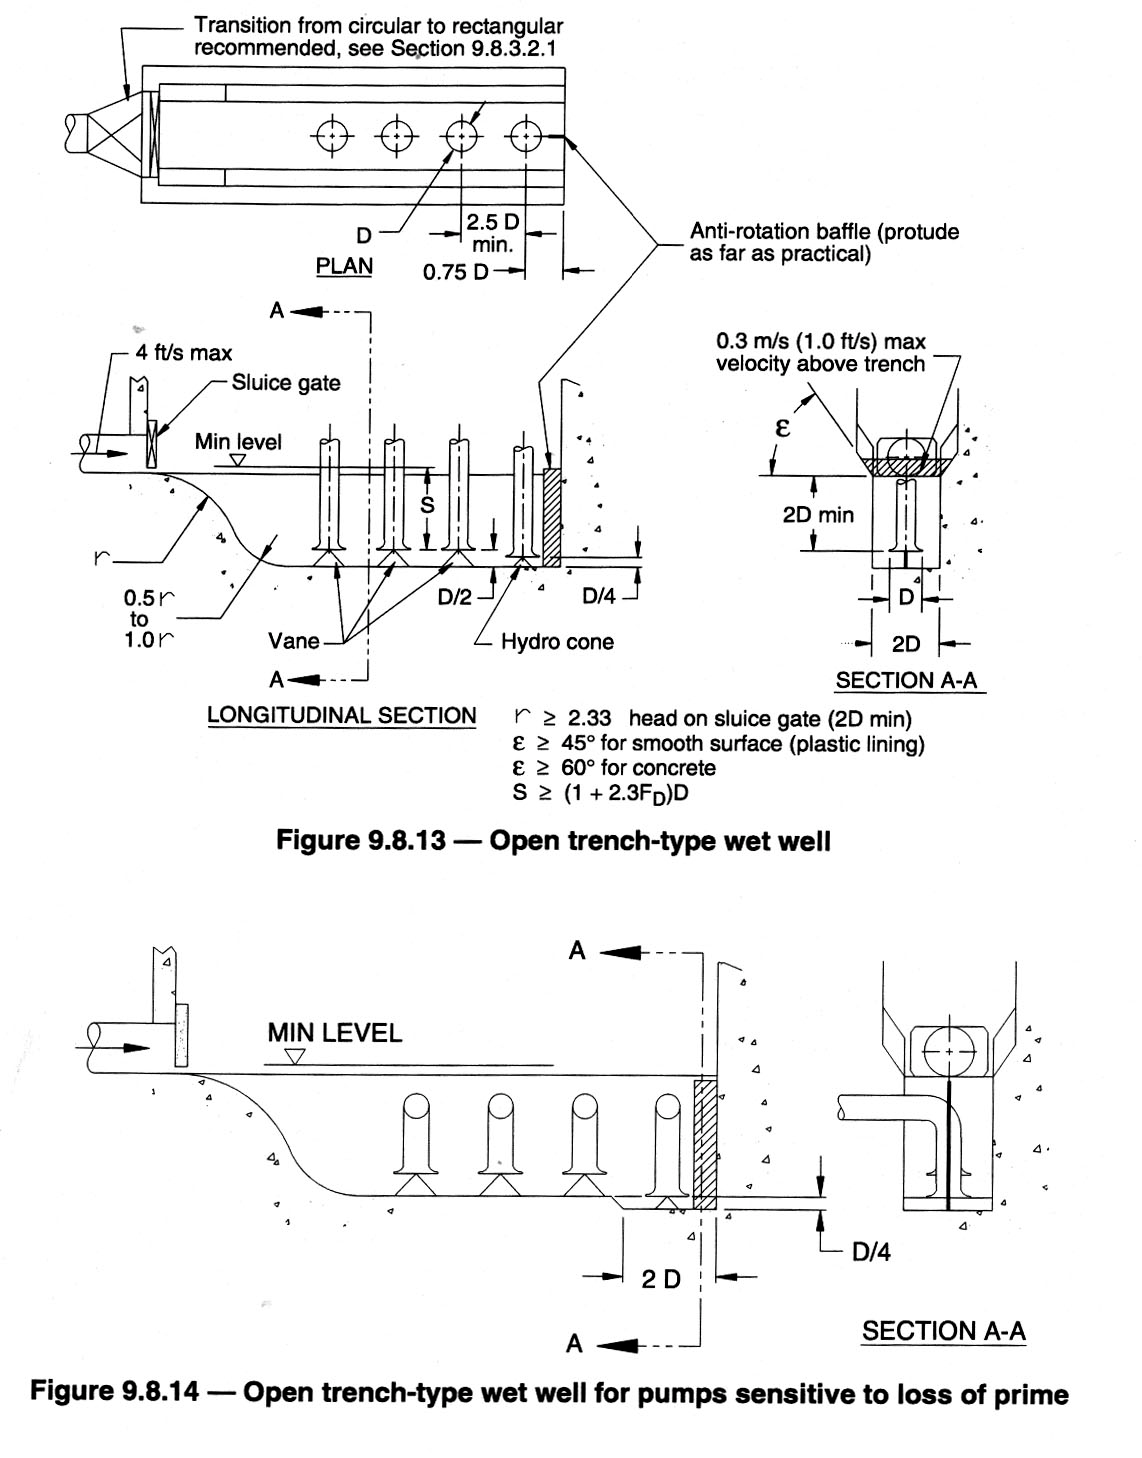 Transition from circular to rectangular
recommended, see Section 9.8.3.2.1
D
2.5 D
min.
PLAN
0.75 D
Anti-rotation baffle (protude
as far as practical)
A
4 ft/s max
Sluice gate
Min level
S
r
0.5 r
to
1.0 r
D/2
D/4
Vane
Hydro cone
A
LONGITUDINAL SECTION
0.3 m/s (1.0 ft/s) max
velocity above trench
ε
2D min
D
2D
SECTION A-A
r ≥ 2.33 head on sluice gate (2D min)
ε ≥ 45° for smooth surface (plastic lining)
ε ≥ 60° for concrete
S ≥ (1 + 2.3F_D)D
Figure 9.8.13 — Open trench-type wet well
A
MIN LEVEL
D/4
2 D
A
SECTION A-A
Figure 9.8.14 — Open trench-type wet well for pumps sensitive to loss of prime